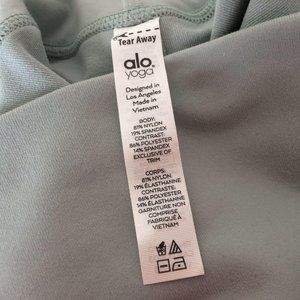 Tear Away
alo
yoga
Designed in
Los Angeles
Made in
Vietnam
BODY:
81% NYLON
19% SPANDEX
CONTRAST:
86% POLYESTER
14% SPANDEX
EXCLUSIVE OF
TRIM
CORPS:
81% NYLON
19% ÉLASTHANNE
CONTRASTE:
86% POLYESTER
14% ÉLASTHANNE
GARNITURE NON
COMPRISE
FABRIQUÉ À
VIETNAM